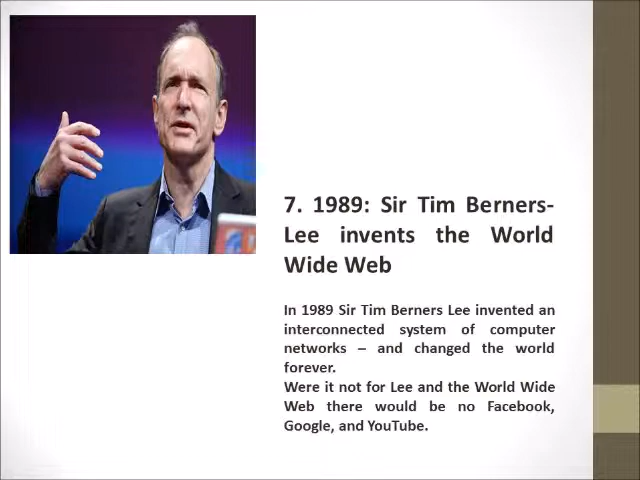 7. 1989: Sir Tim Berners-
Lee invents the World
Wide Web
In 1989 Sir Tim Berners Lee invented an
interconnected system of computer
networks – and changed the world
forever.
Were it not for Lee and the World Wide
Web there would be no Facebook,
Google, and YouTube.